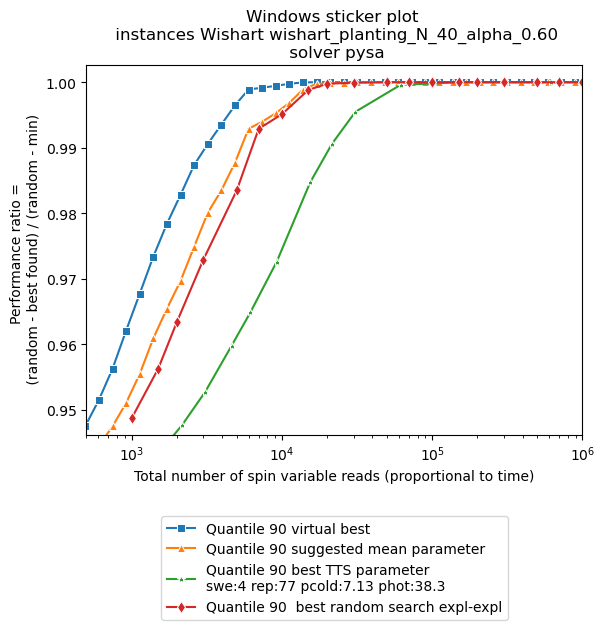 Windows sticker plot
instances Wishart wishart_planting_N_40_alpha_0.60
solver pysa
Performance ratio =
(random - best found) / (random - min)
1.00
0.99
0.98
0.97
0.96
0.95
10³
10⁴
10⁵
10⁶
Total number of spin variable reads (proportional to time)
Quantile 90 virtual best
Quantile 90 suggested mean parameter
Quantile 90 best TTS parameter
swe:4 rep:77 pcold:7.13 phot:38.3
Quantile 90  best random search expl-expl